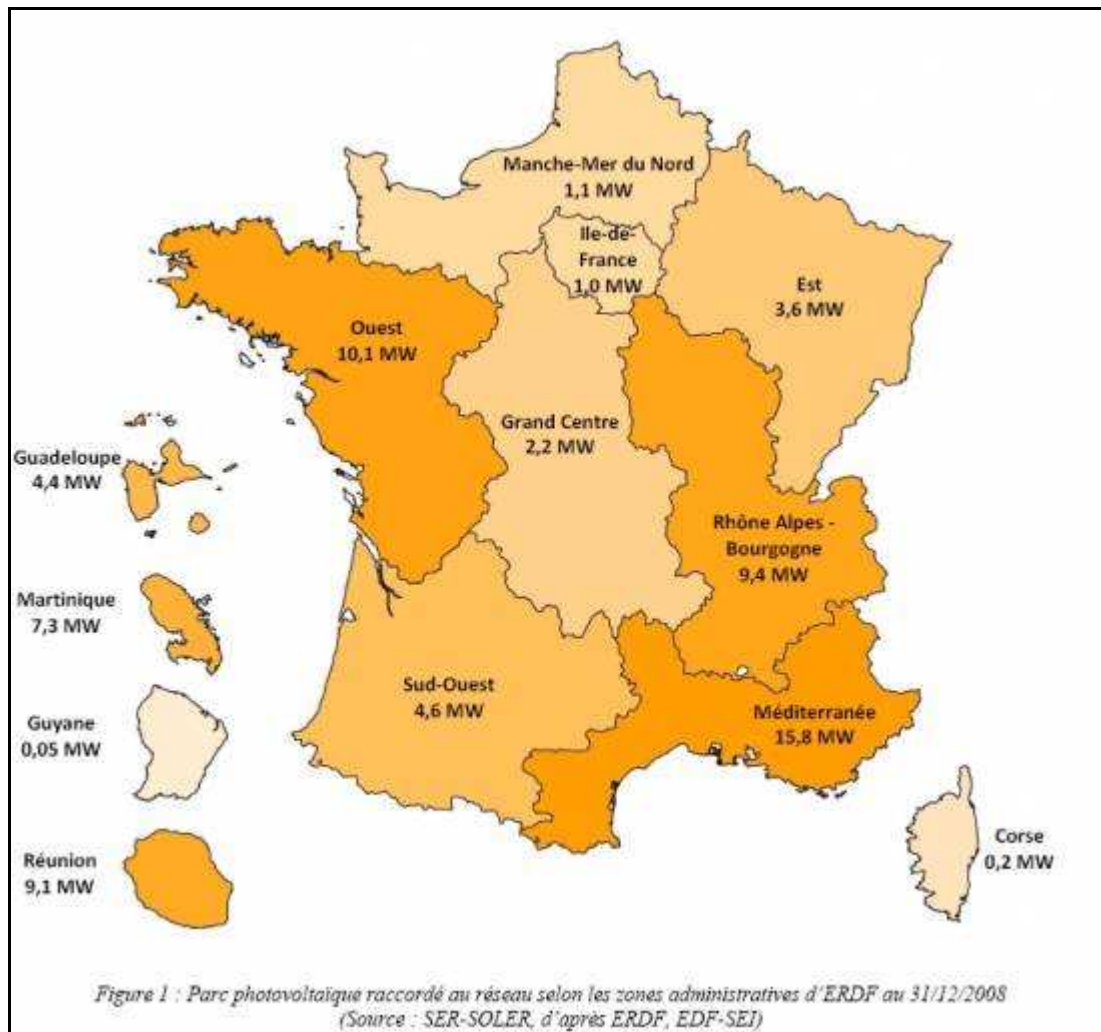 Manche-Mer du Nord
1,1 MW
Ile-de-
France
1,0 MW
Est
3,6 MW
Ouest
10,1 MW
Grand Centre
2,2 MW
Guadeloupe
4,4 MW
Rhône Alpes -
Bourgogne
9,4 MW
Martinique
7,3 MW
Sud-Ouest
4,6 MW
Méditerranée
15,8 MW
Guyane
0,05 MW
Corse
0,2 MW
Réunion
9,1 MW
Figure 1 : Parc photovoltaïque raccordé au réseau selon les zones administratives d'ERDF au 31/12/2008
(Source : SER-SOLER, d'après ERDF, EDF-SEI)